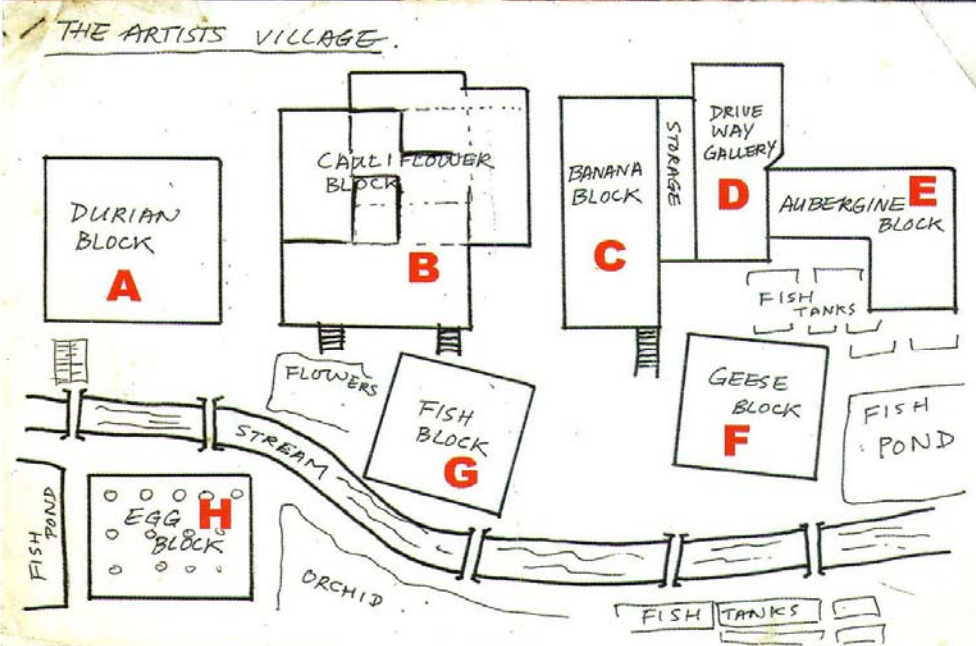 THE ARTISTS VILLAGE.
DURIAN
BLOCK
A
CAULIFLOWER
BLOCK
B
BANANA
BLOCK
C
STORAGE
DRIVE
WAY
GALLERY
D
AUBERGINE
BLOCK
E
FISH
TANKS
FLOWERS
FISH
BLOCK
G
GEESE
BLOCK
F
FISH
POND
STREAM
FISH
POND
EGG
BLOCK
H
ORCHID
FISH TANKS